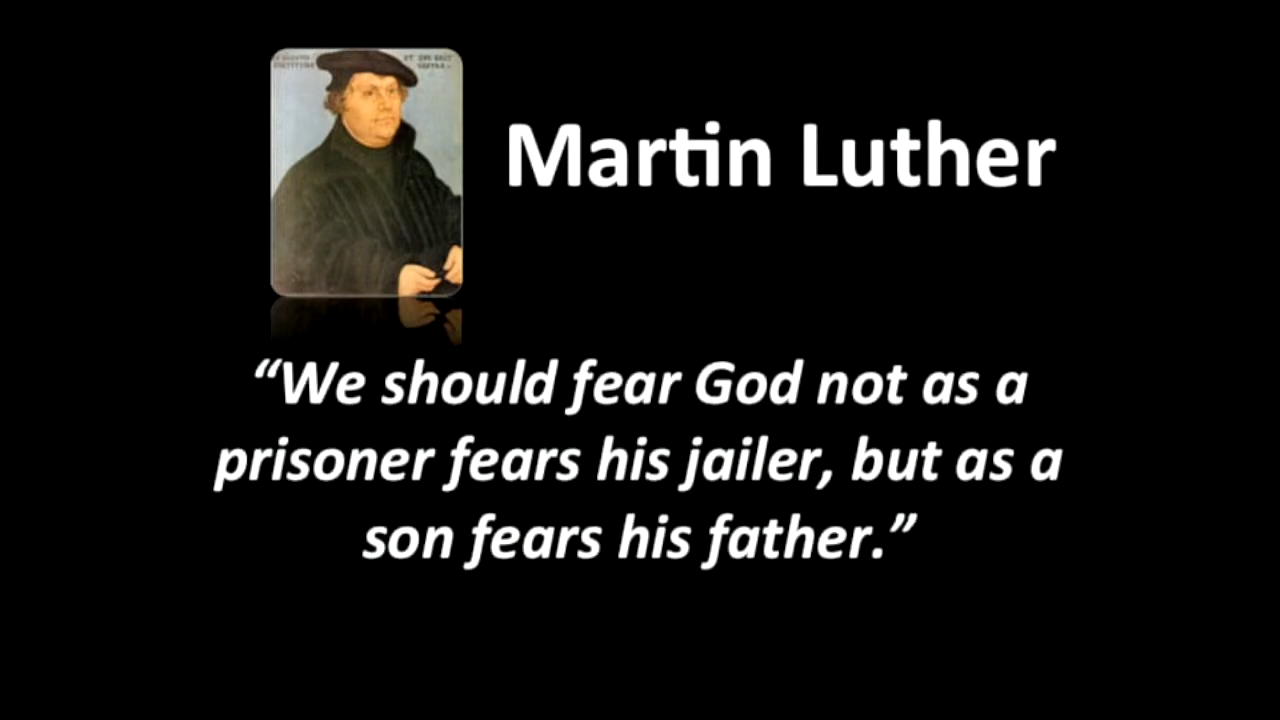 Martin Luther
“We should fear God not as a
prisoner fears his jailer, but as a
son fears his father.”